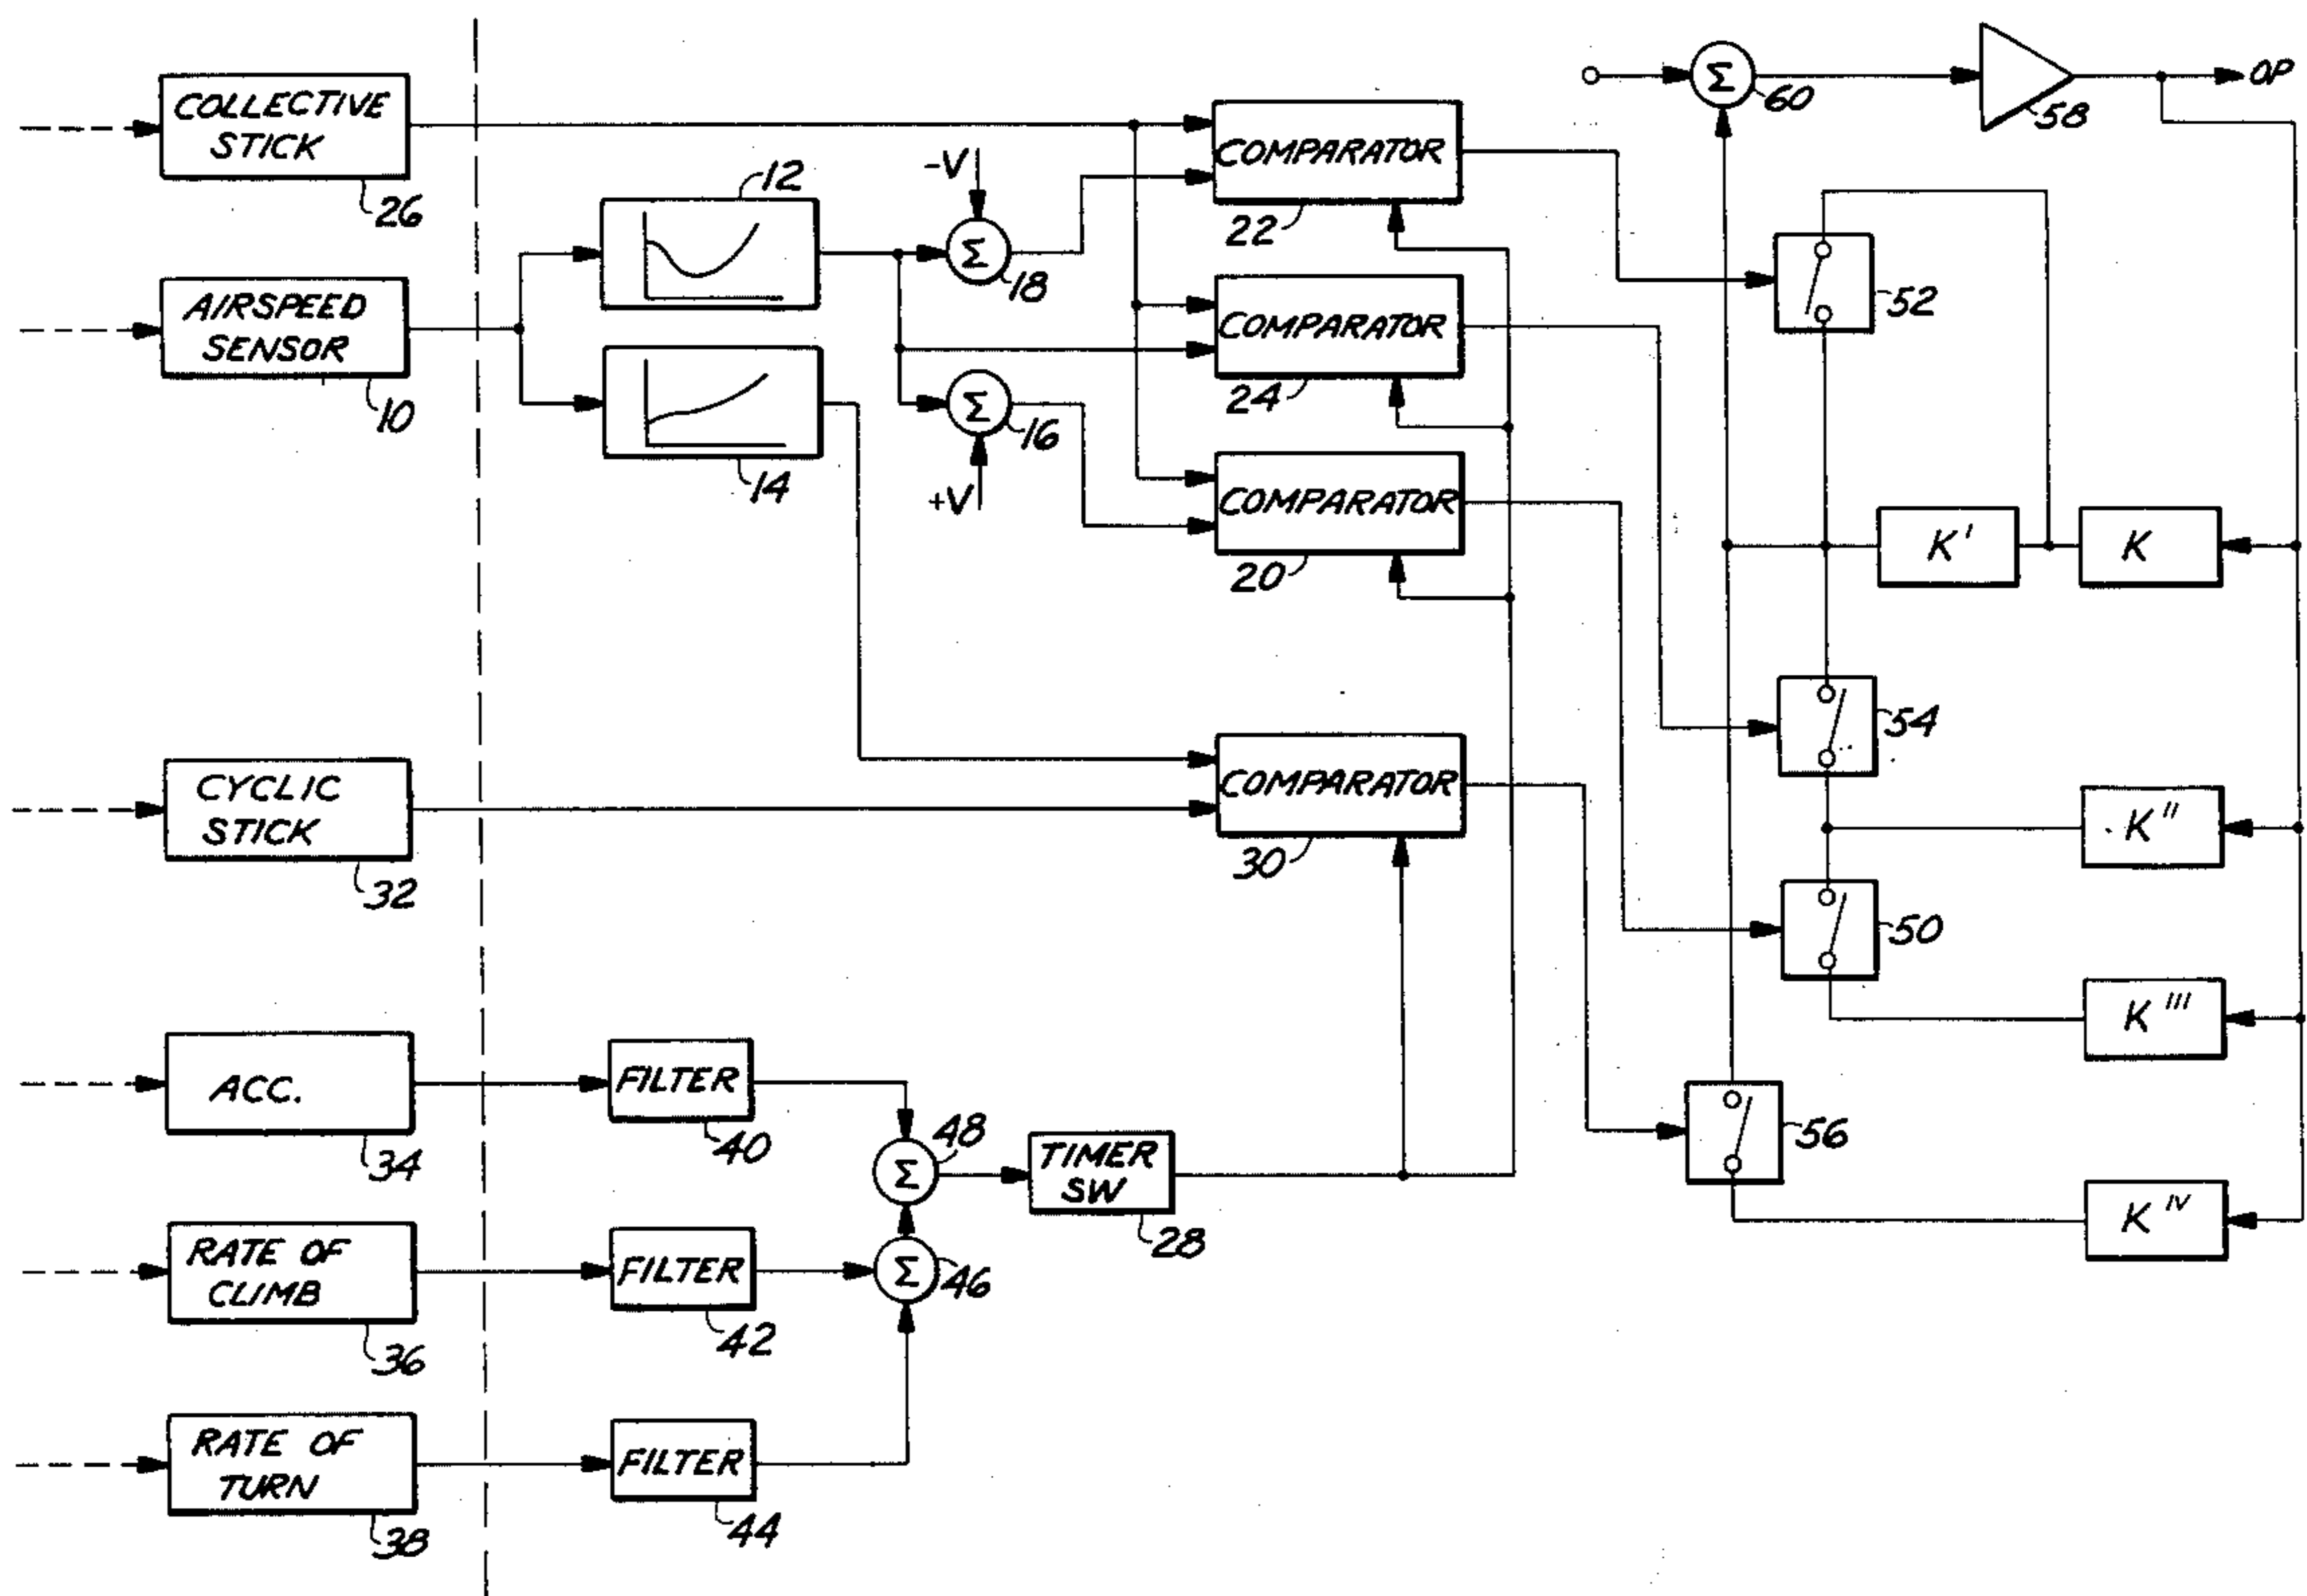 COLLECTIVE
STICK
26
AIRSPEED
SENSOR
10
12
14
-V
Σ
18
Σ
16
+V
COMPARATOR
22
COMPARATOR
24
COMPARATOR
20
Σ
60
58
OP
52
K'
K
54
K''
50
K'''
56
K IV
CYCLIC
STICK
32
COMPARATOR
30
ACC.
34
FILTER
40
Σ
48
TIMER
SW
28
RATE OF
CLIMB
36
FILTER
42
Σ
46
RATE OF
TURN
38
FILTER
44